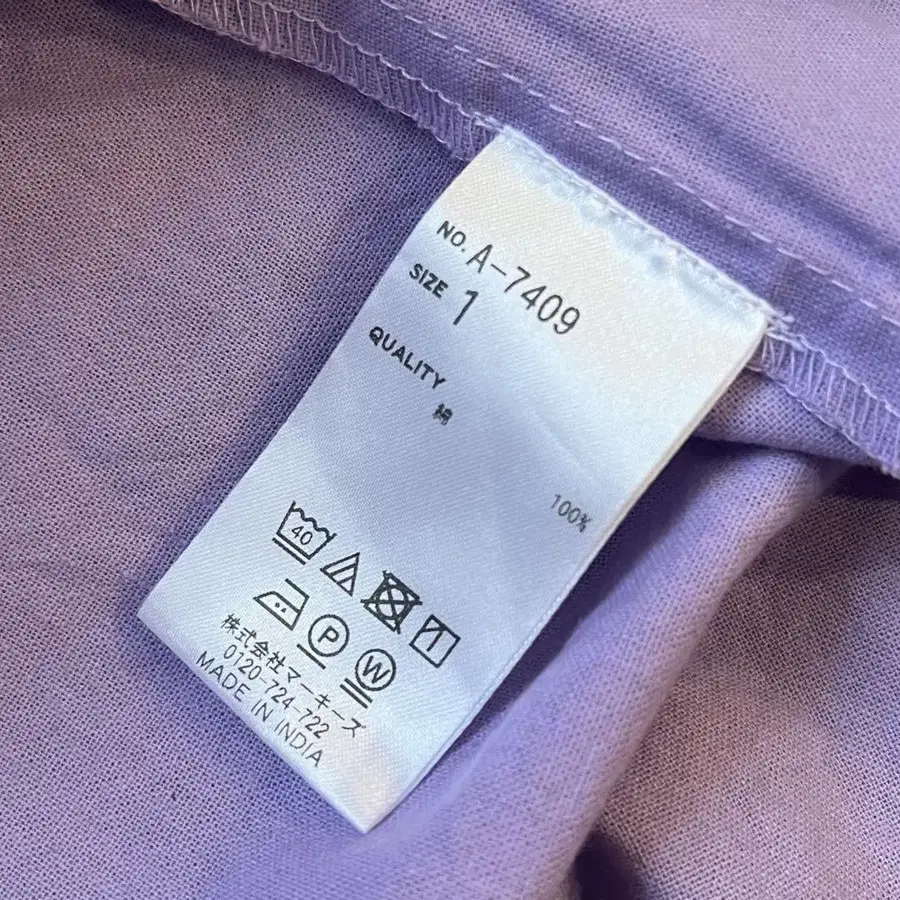 NO. A-7409
SIZE 1
QUALITY
綿
100%
40
P
W
株式会社マーキーズ
0120-724-722
MADE IN INDIA